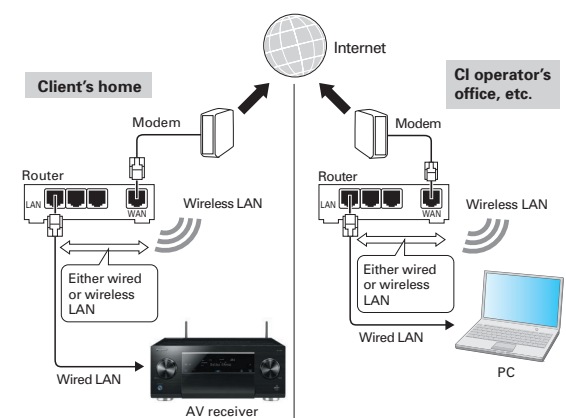 Internet
Client's home
Modem
Router
LAN
WAN
Wireless LAN
Either wired
or wireless
LAN
Wired LAN
AV receiver
CI operator's
office, etc.
Modem
Router
LAN
WAN
Wireless LAN
Either wired
or wireless
LAN
Wired LAN
PC